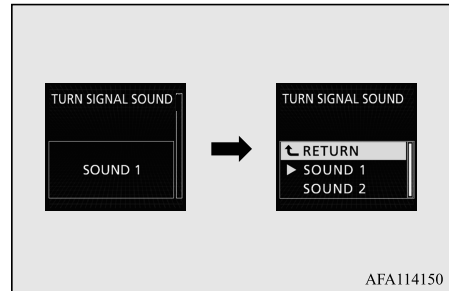 TURN SIGNAL SOUND
SOUND 1
TURN SIGNAL SOUND
RETURN
SOUND 1
SOUND 2
AFA114150